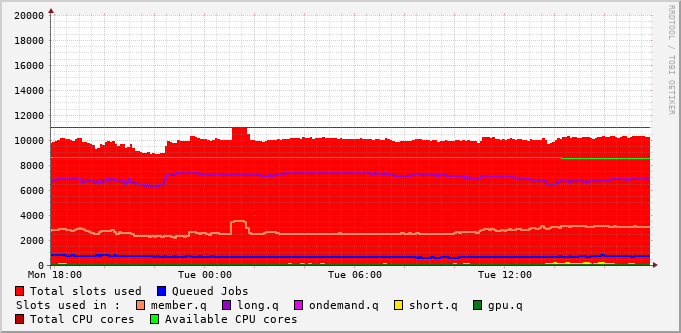 20000
18000
16000
14000
12000
10000
8000
6000
4000
2000
0
Mon 18:00 Tue 00:00 Tue 06:00 Tue 12:00
Total slots used Queued Jobs
Slots used in : member.q long.q ondemand.q short.q gpu.q
Total CPU cores Available CPU cores
RRDTOOL / TOBI OETIKER